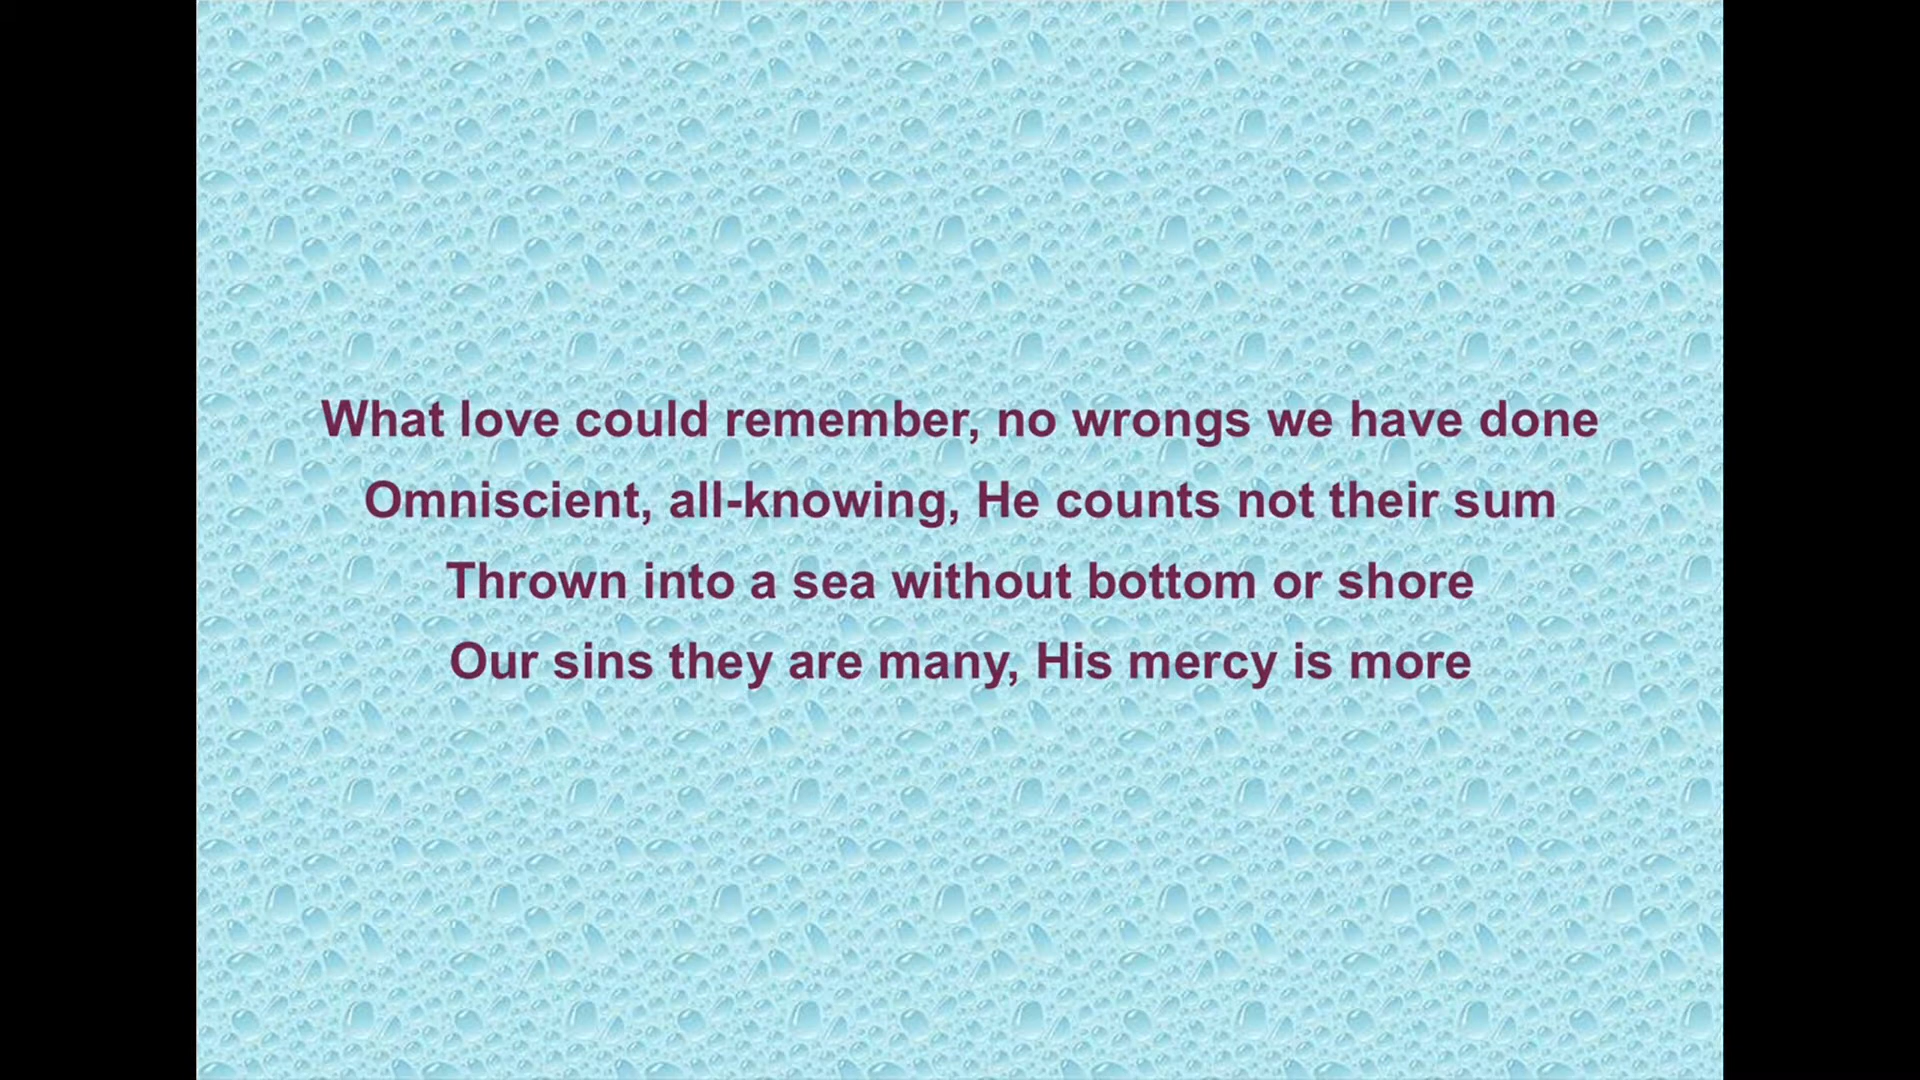 What love could remember, no wrongs we have done
Omniscient, all-knowing, He counts not their sum
Thrown into a sea without bottom or shore
Our sins they are many, His mercy is more